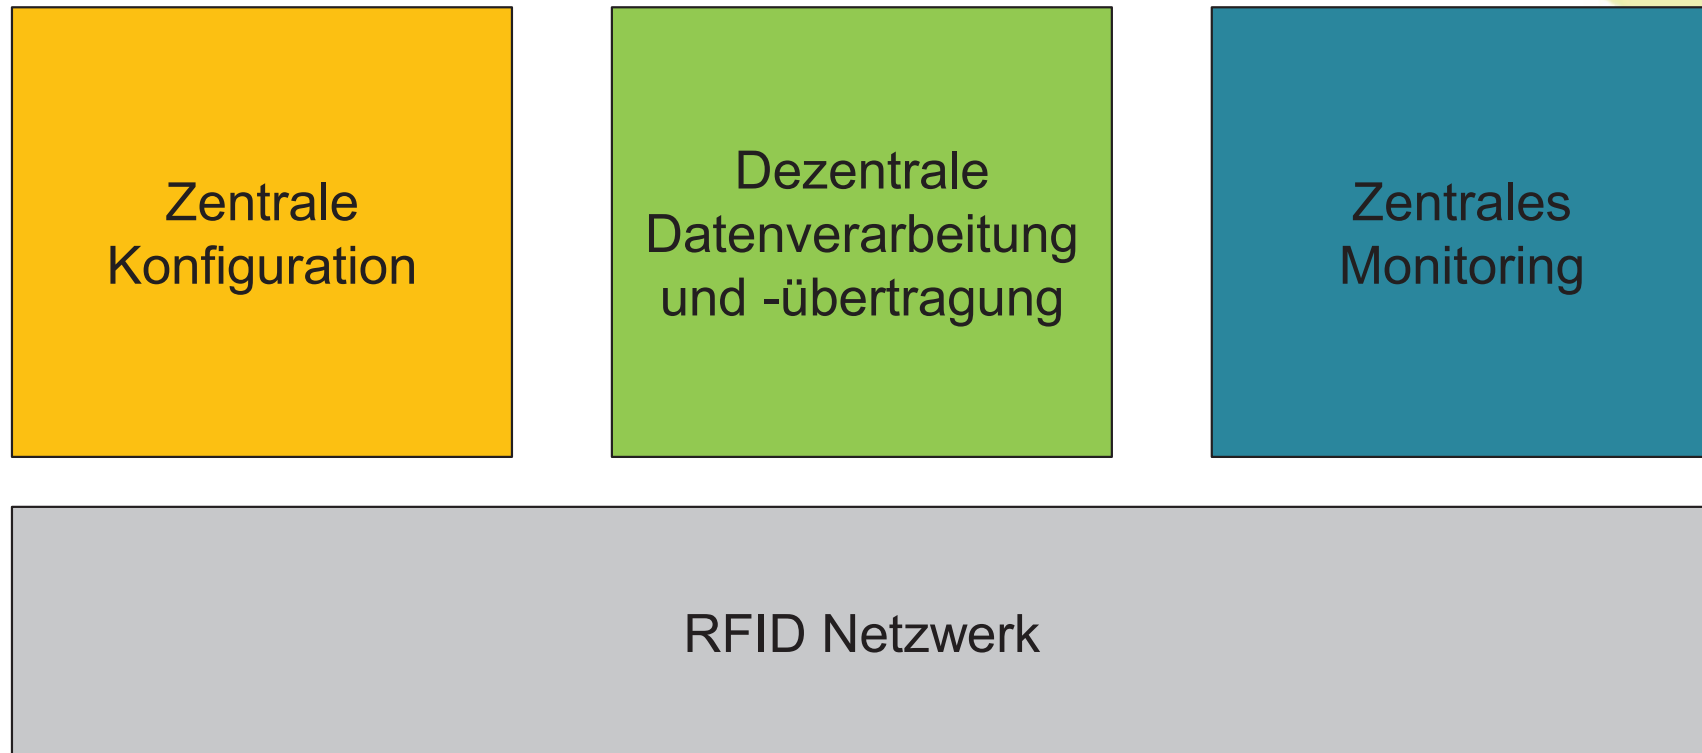 Zentrale
Konfiguration
Dezentrale
Datenverarbeitung
und -übertragung
Zentrales
Monitoring
RFID Netzwerk